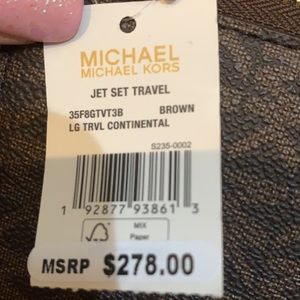 MICHAEL
MICHAEL KORS
JET SET TRAVEL
35F8GTVT3B BROWN
LG TRVL CONTINENTAL
S235-0002
1 92877 93861 3
FSC
MIX
Paper
MSRP $278.00